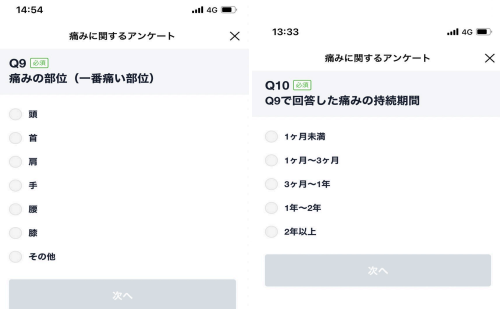 14:54
4G
痛みに関するアンケート
Q9 必須
痛みの部位（一番痛い部位）
頭
首
肩
手
腰
膝
その他
次へ
13:33
4G
痛みに関するアンケート
Q10 必須
Q9で回答した痛みの持続期間
1ヶ月未満
1ヶ月〜3ヶ月
3ヶ月〜1年
1年〜2年
2年以上
次へ